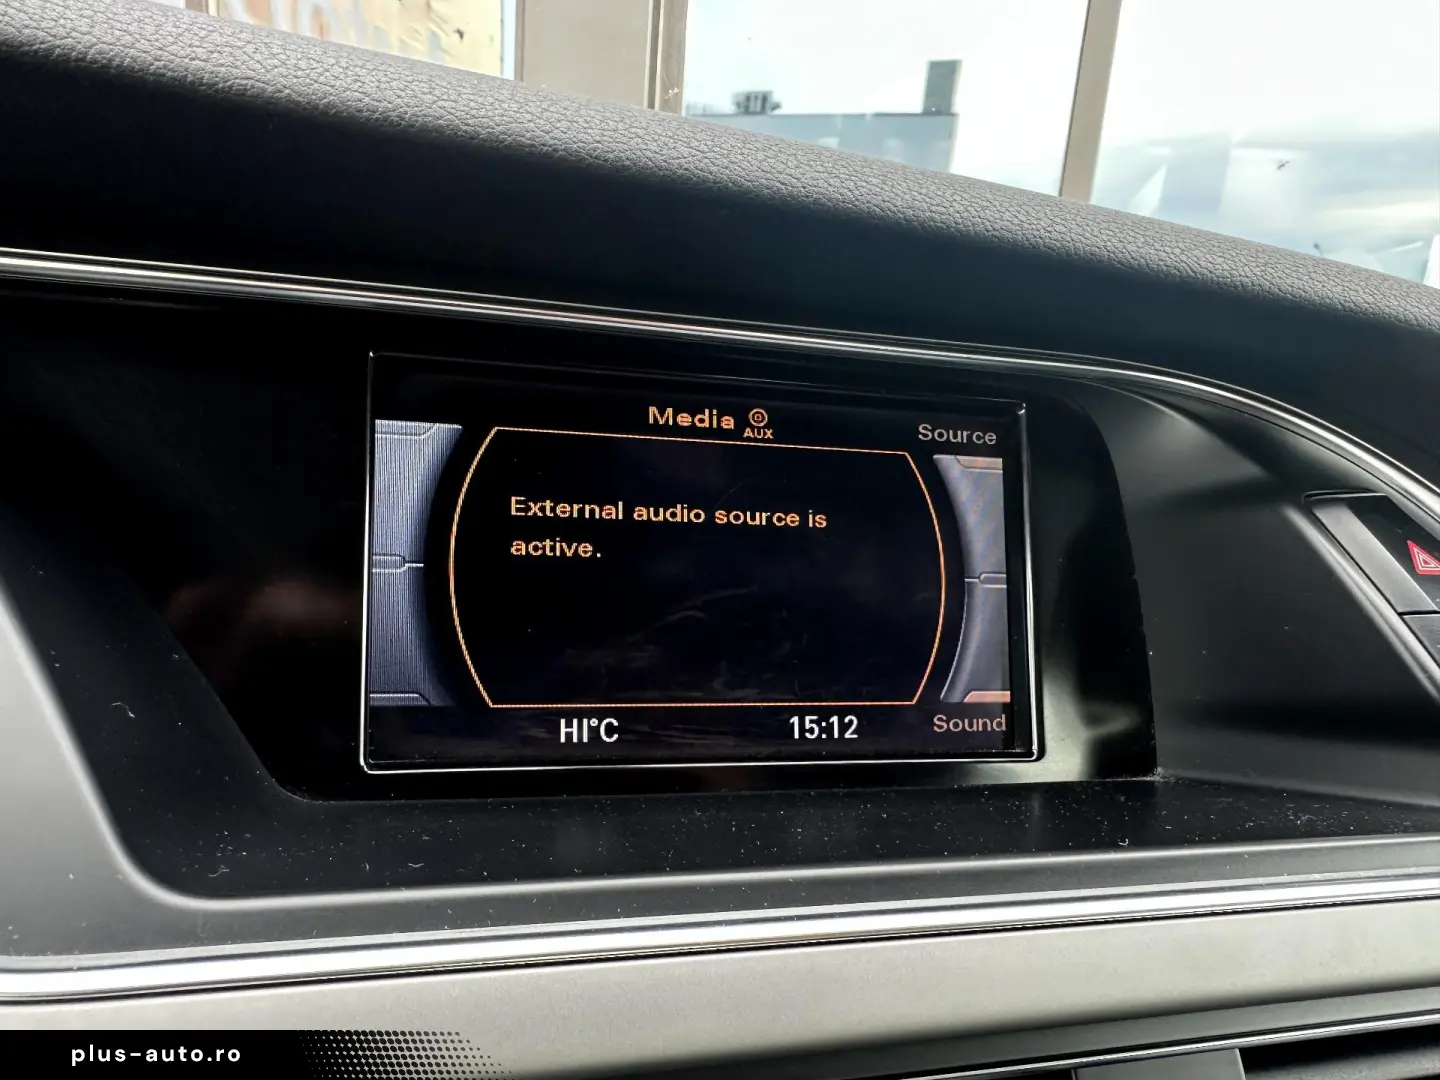 Media AUX
Source
External audio source is
active.
HI°C
15:12
Sound
plus-auto.ro